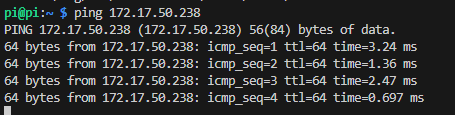 pi@pi:~ $ ping 172.17.50.238
PING 172.17.50.238 (172.17.50.238) 56(84) bytes of data.
64 bytes from 172.17.50.238: icmp_seq=1 ttl=64 time=3.24 ms
64 bytes from 172.17.50.238: icmp_seq=2 ttl=64 time=1.36 ms
64 bytes from 172.17.50.238: icmp_seq=3 ttl=64 time=2.47 ms
64 bytes from 172.17.50.238: icmp_seq=4 ttl=64 time=0.697 ms